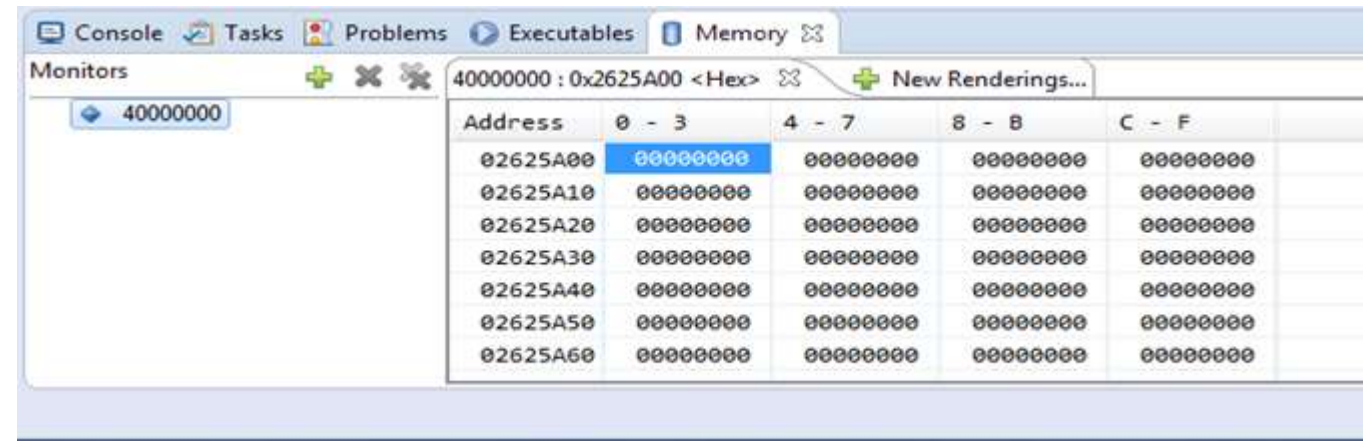 Console Tasks Problems Executables Memory
Monitors
40000000 : 0x2625A00 <Hex> New Renderings...
40000000
Address 0 - 3 4 - 7 8 - B C - F
02625A00 00000000 00000000 00000000 00000000
02625A10 00000000 00000000 00000000 00000000
02625A20 00000000 00000000 00000000 00000000
02625A30 00000000 00000000 00000000 00000000
02625A40 00000000 00000000 00000000 00000000
02625A50 00000000 00000000 00000000 00000000
02625A60 00000000 00000000 00000000 00000000